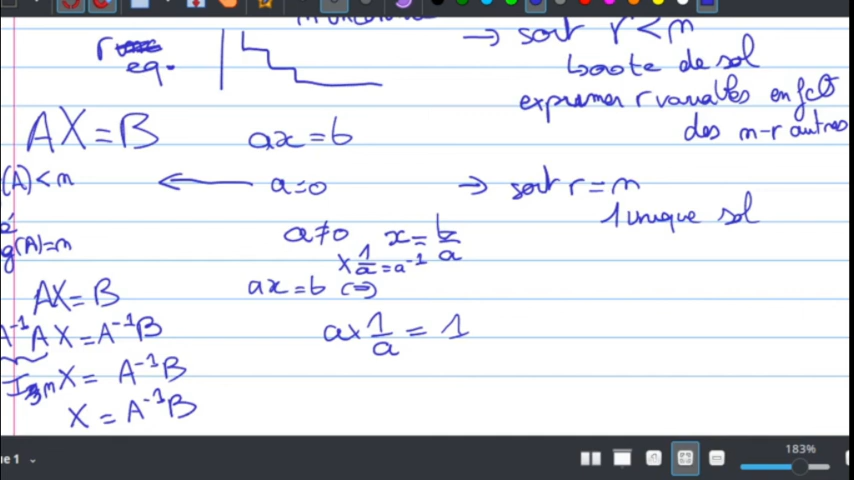 → soit r < m
r
eq.
boote de sol
exprimer r variables en fct
des m-r autres
AX = B
ax = b
(A) < m
← a=0
→ soit r = m
1 unique sol
g(A)=m
a≠0 x = b/a
× 1/a = a⁻¹
AX = B
ax = b ⟺
A⁻¹AX = A⁻¹B
a × 1/a = 1
X = A⁻¹B
X = A⁻¹B
183%